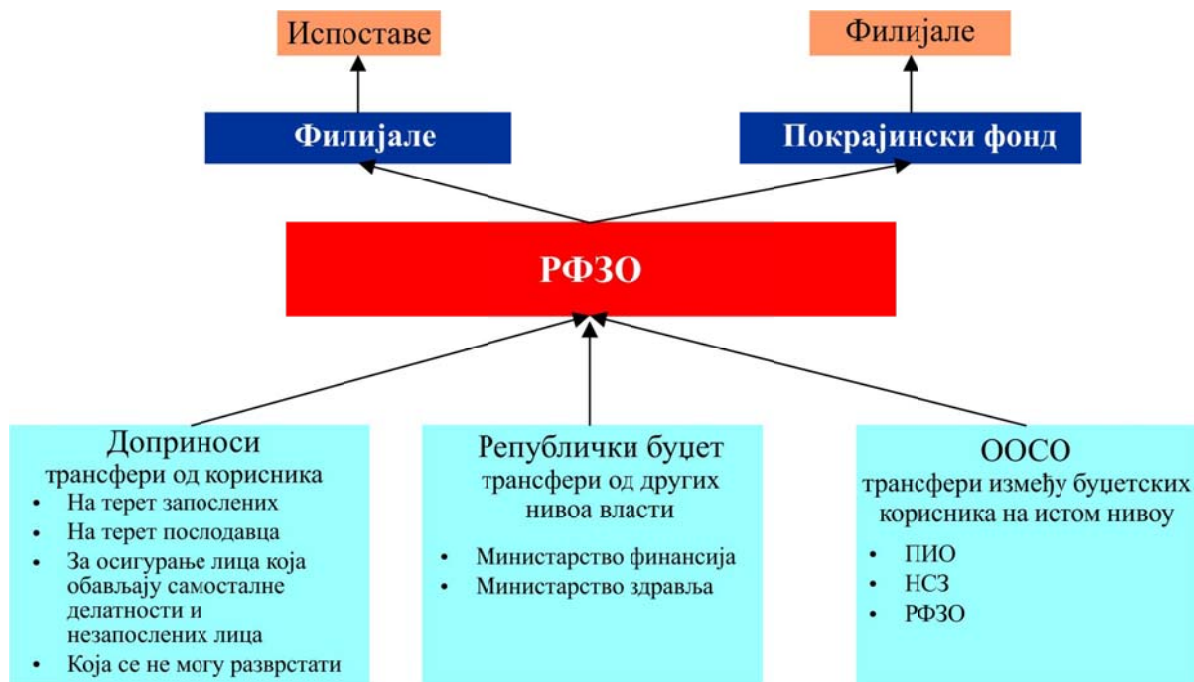 Испоставе
Филијале
Филијале
Покрајински фонд
РФЗО
Доприноси
трансфери од корисника
• На терет запослених
• На терет послодавца
• За осигурање лица која
обављају самосталне
делатности и
незапослених лица
• Која се не могу разврстати
Републички буџет
трансфери од других
нивоа власти
• Министарство финансија
• Министарство здравља
ООСО
трансфери између буџетских
корисника на истом нивоу
• ПИО
• НСЗ
• РФЗО